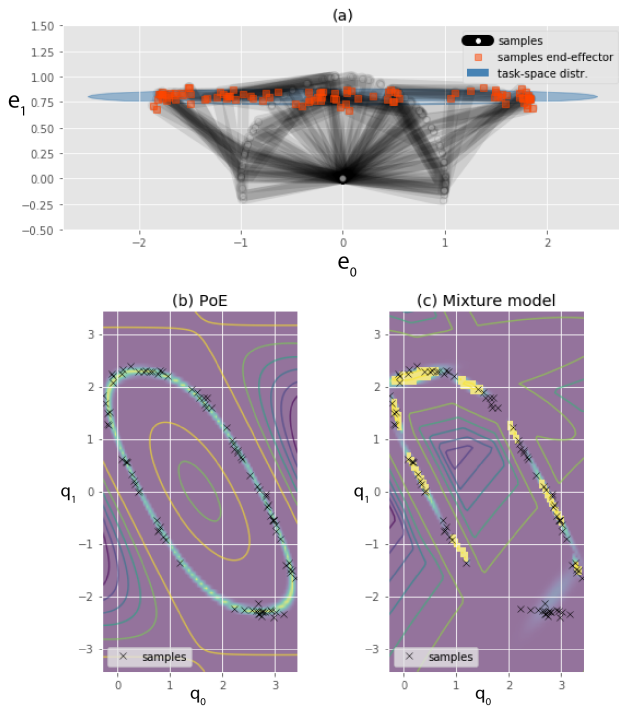 (a)
1.50
1.25
1.00
0.75
0.50
0.25
0.00
−0.25
−0.50
e1
samples
samples end-effector
task-space distr.
−2
−1
0
1
2
e0
(b) PoE
3
2
1
0
−1
−2
−3
q1
samples
0
1
2
3
q0
(c) Mixture model
3
2
1
0
−1
−2
−3
q1
samples
0
1
2
3
q0